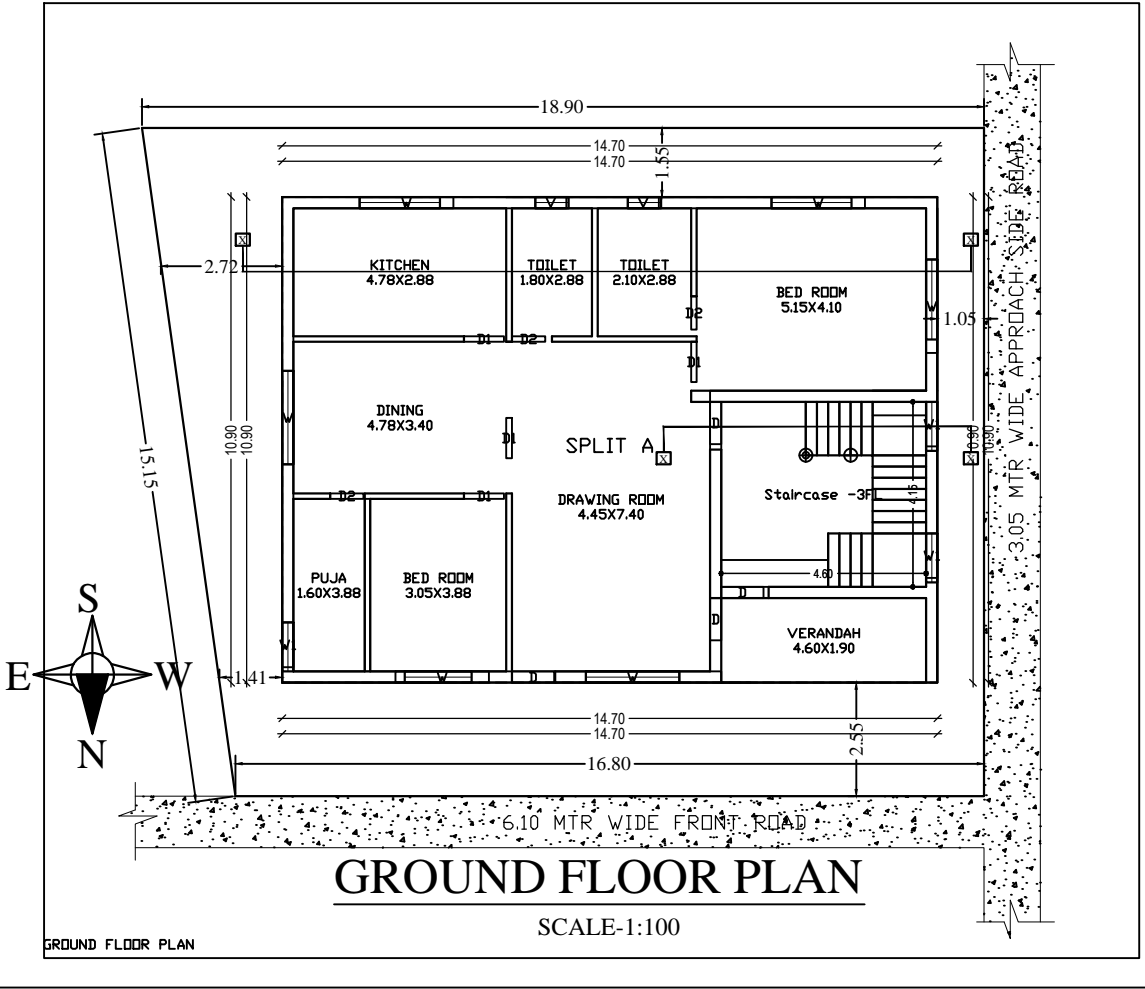 18.90
14.70
14.70
1.55
2.72
KITCHEN
4.78X2.88
TOILET
1.80X2.88
TOILET
2.10X2.88
BED ROOM
5.15X4.10
1.05
W
W
W
W
W
X
X
D1
D2
D2
D1
DINING
4.78X3.40
W
D1
SPLIT A
X
X
D
DRAWING ROOM
4.45X7.40
Staircase -3F
4.15
4.60
10.90
10.90
10.90
10.90
15.15
3.05 MTR WIDE APPROACH SIDE ROAD
D2
D1
PUJA
1.60X3.88
BED ROOM
3.05X3.88
D
D
VERANDAH
4.60X1.90
S
E
W
N
1.41
W
D
W
14.70
14.70
2.55
16.80
6.10 MTR WIDE FRONT ROAD
GROUND FLOOR PLAN
SCALE-1:100
GROUND FLOOR PLAN